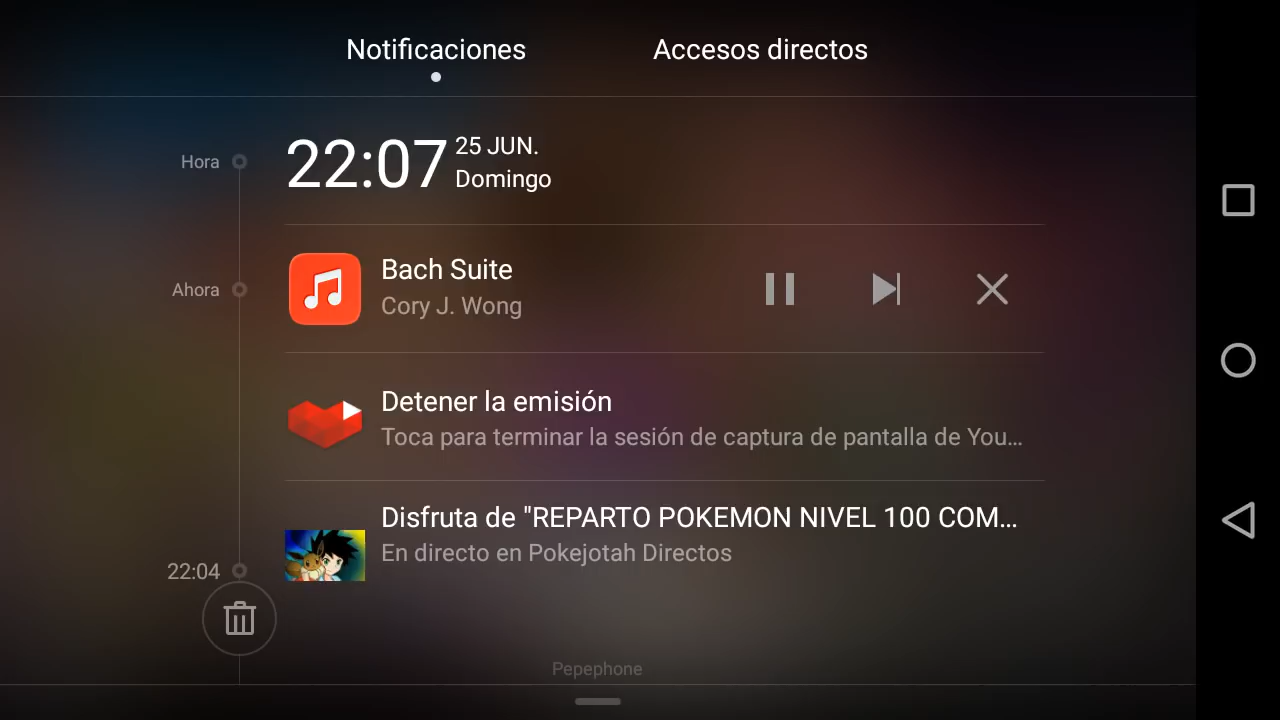 Notificaciones Accesos directos
Hora
22:07
25 JUN.
Domingo
Ahora
Bach Suite
Cory J. Wong
Detener la emisión
Toca para terminar la sesión de captura de pantalla de You...
Disfruta de "REPARTO POKEMON NIVEL 100 COM...
En directo en Pokejotah Directos
22:04
Pepephone